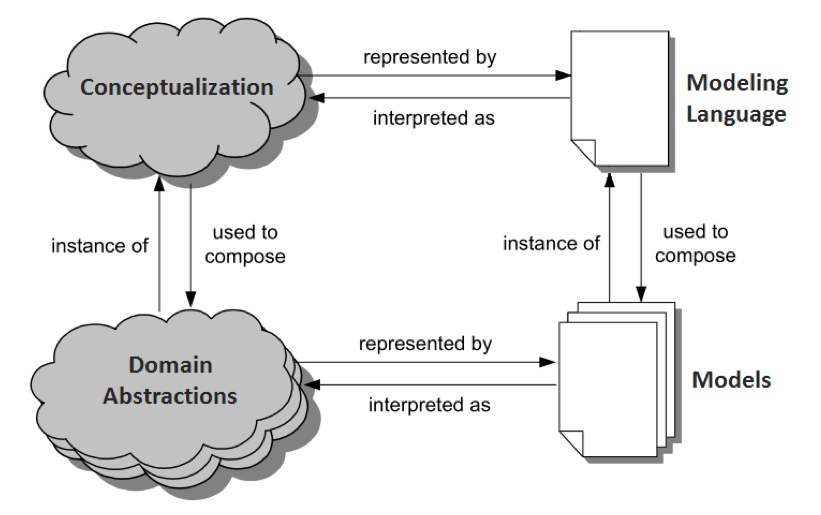 represented by
Conceptualization
Modeling
Language
interpreted as
instance of
used to
compose
instance of
used to
compose
represented by
Domain
Abstractions
Models
interpreted as